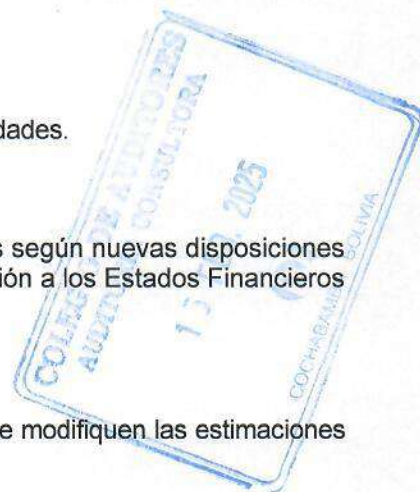 dades.
s según nuevas disposiciones
ión a los Estados Financieros
e modifiquen las estimaciones
COLEGIO DE AUDITORES
AUDITORA CONSULTORA
2025
COCHABAMBA BOLIVIA